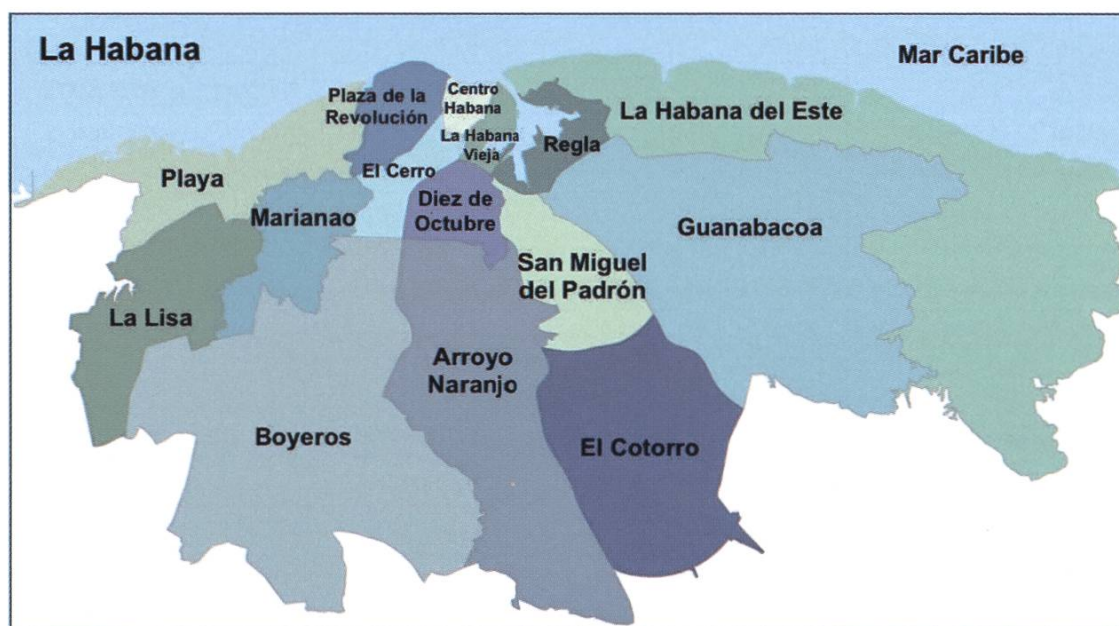 La Habana
Mar Caribe
Plaza de la
Revolución
Centro
Habana
La Habana
Vieja
La Habana del Este
Regla
El Cerro
Playa
Marianao
Diez de
Octubre
Guanabacoa
San Miguel
del Padrón
La Lisa
Arroyo
Naranjo
Boyeros
El Cotorro